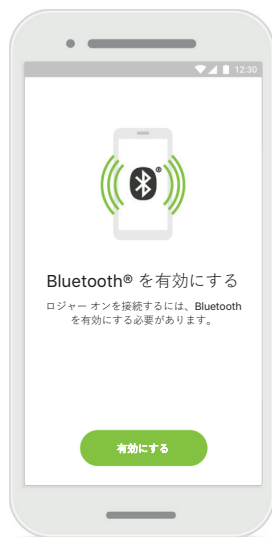 12:30
Bluetooth® を有効にする
ロジャー オンを接続するには、Bluetooth
を有効にする必要があります。
有効にする